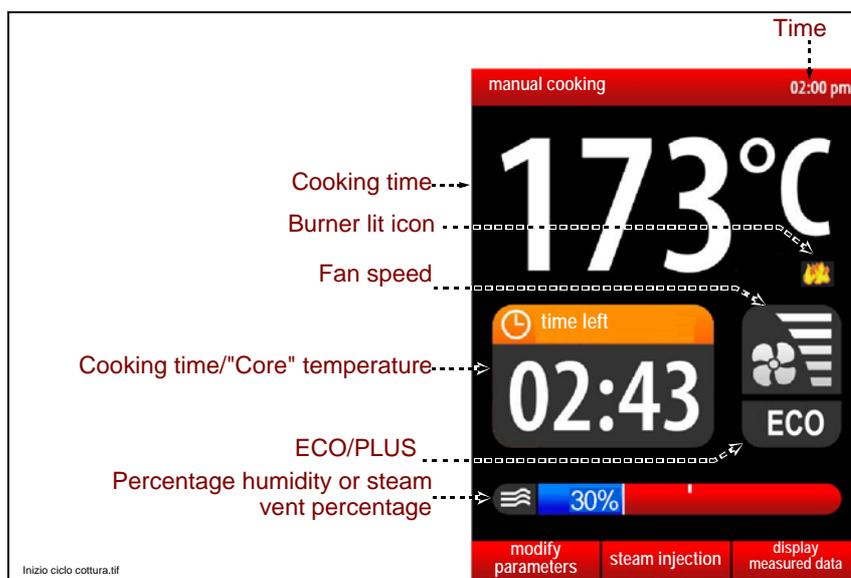 Time
manual cooking 02:00 pm
173°C
Cooking time
Burner lit icon
Fan speed
time left
Cooking time/"Core" temperature
02:43
ECO
ECO/PLUS
Percentage humidity or steam
vent percentage
30%
modify
parameters
steam injection
display
measured data
Inizio ciclo cottura.tif